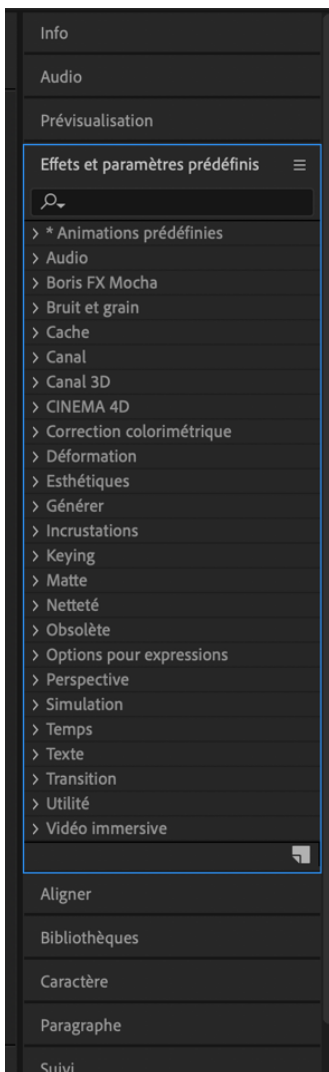 Info
Audio
Prévisualisation
Effets et paramètres prédéfinis
* Animations prédéfinies
Audio
Boris FX Mocha
Bruit et grain
Cache
Canal
Canal 3D
CINEMA 4D
Correction colorimétrique
Déformation
Esthétiques
Générer
Incrustations
Keying
Matte
Netteté
Obsolète
Options pour expressions
Perspective
Simulation
Temps
Texte
Transition
Utilité
Vidéo immersive
Aligner
Bibliothèques
Caractère
Paragraphe
Suivi